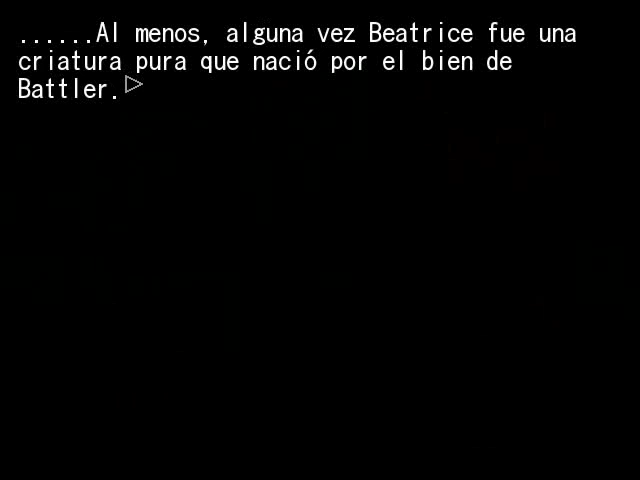 ......Al menos, alguna vez Beatrice fue una
criatura pura que nació por el bien de
Battler.